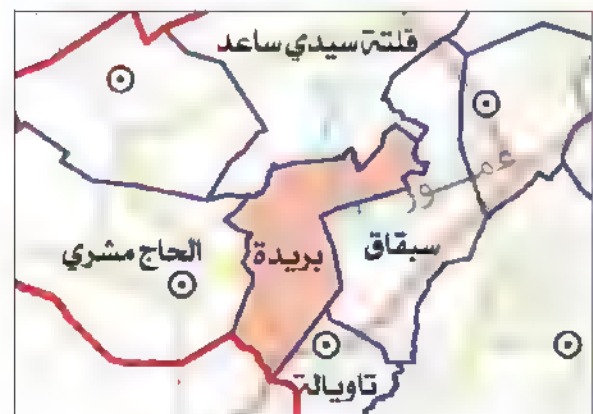 قلتة سيدي ساعد
عمور
الحاج مشري
بريدة
سبقاق
تاويالة